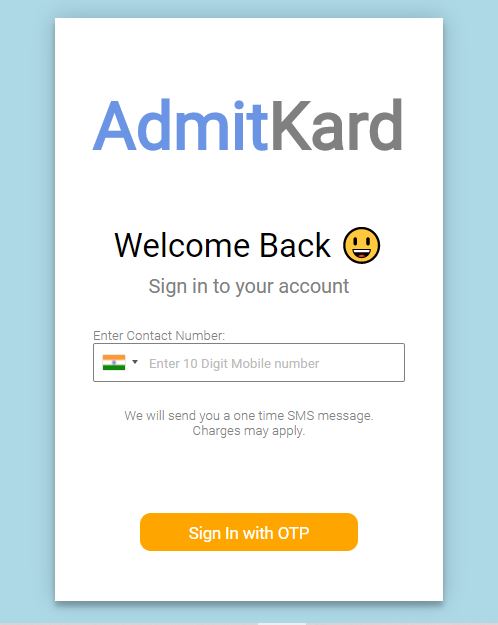 AdmitKard
Welcome Back 😃
Sign in to your account
Enter Contact Number:
Enter 10 Digit Mobile number
We will send you a one time SMS message.
Charges may apply.
Sign In with OTP